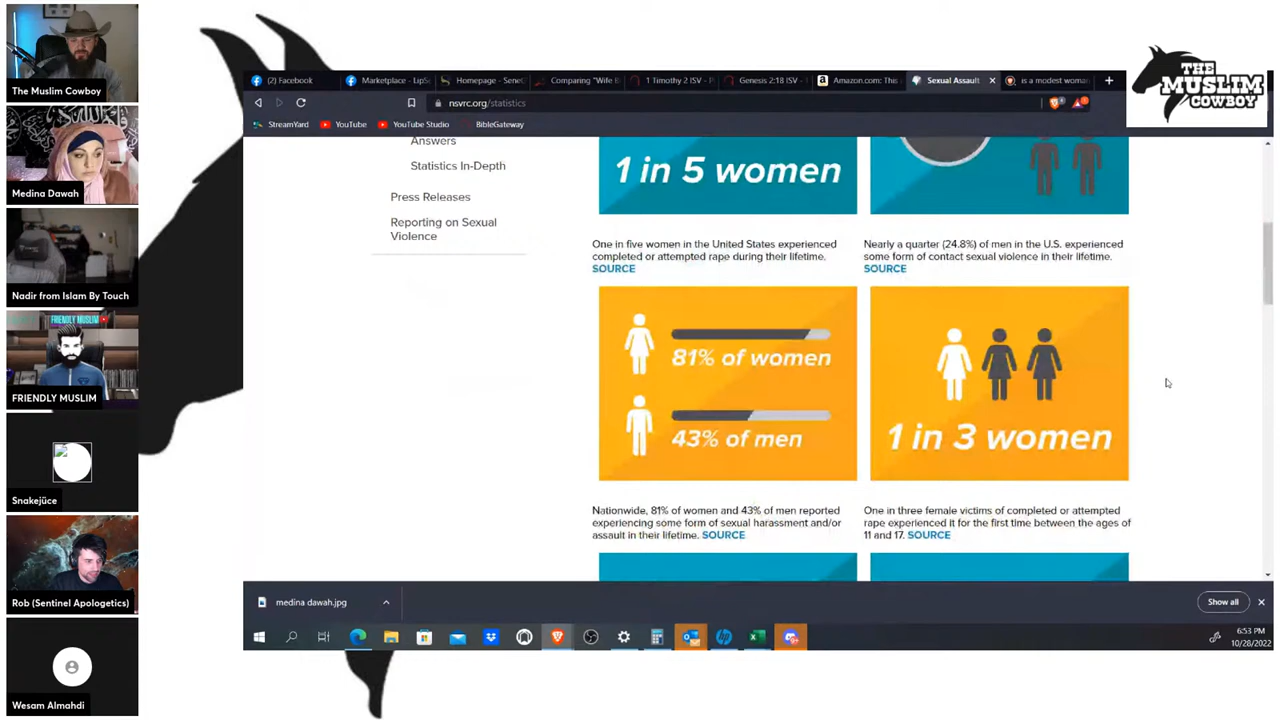 The Muslim Cowboy
Medina Dawah
Nadir from Islam By Touch
FRIENDLY MUSLIM
FRIENDLY MUSLIM
Snakejüce
Rob (Sentinel Apologetics)
Wesam Almahdi
(2) Facebook
Marketplace - LipSe
Homepage - Sene
Comparing "Wife B
1 Timothy 2 ISV - P
Genesis 2:18 ISV -
Amazon.com: This
Sexual Assault
is a modest woman
THE
MUSLIM
COWBOY
nsvrc.org/statistics
StreamYard
YouTube
YouTube Studio
BibleGateway
Answers
Statistics In-Depth
Press Releases
Reporting on Sexual
Violence
1 in 5 women
One in five women in the United States experienced
completed or attempted rape during their lifetime.
SOURCE
Nearly a quarter (24.8%) of men in the U.S. experienced
some form of contact sexual violence in their lifetime.
SOURCE
81% of women
43% of men
1 in 3 women
Nationwide, 81% of women and 43% of men reported
experiencing some form of sexual harassment and/or
assault in their lifetime. SOURCE
One in three female victims of completed or attempted
rape experienced it for the first time between the ages of
11 and 17. SOURCE
medina dawah.jpg
Show all
6:53 PM
10/28/2022